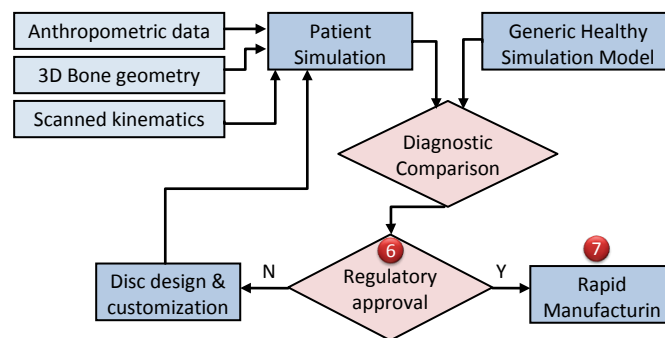 Anthropometric data
Patient
Simulation
Generic Healthy
Simulation Model
3D Bone geometry
Scanned kinematics
Diagnostic
Comparison
6
7
Disc design &
customization
N
Regulatory
approval
Y
Rapid
Manufacturin